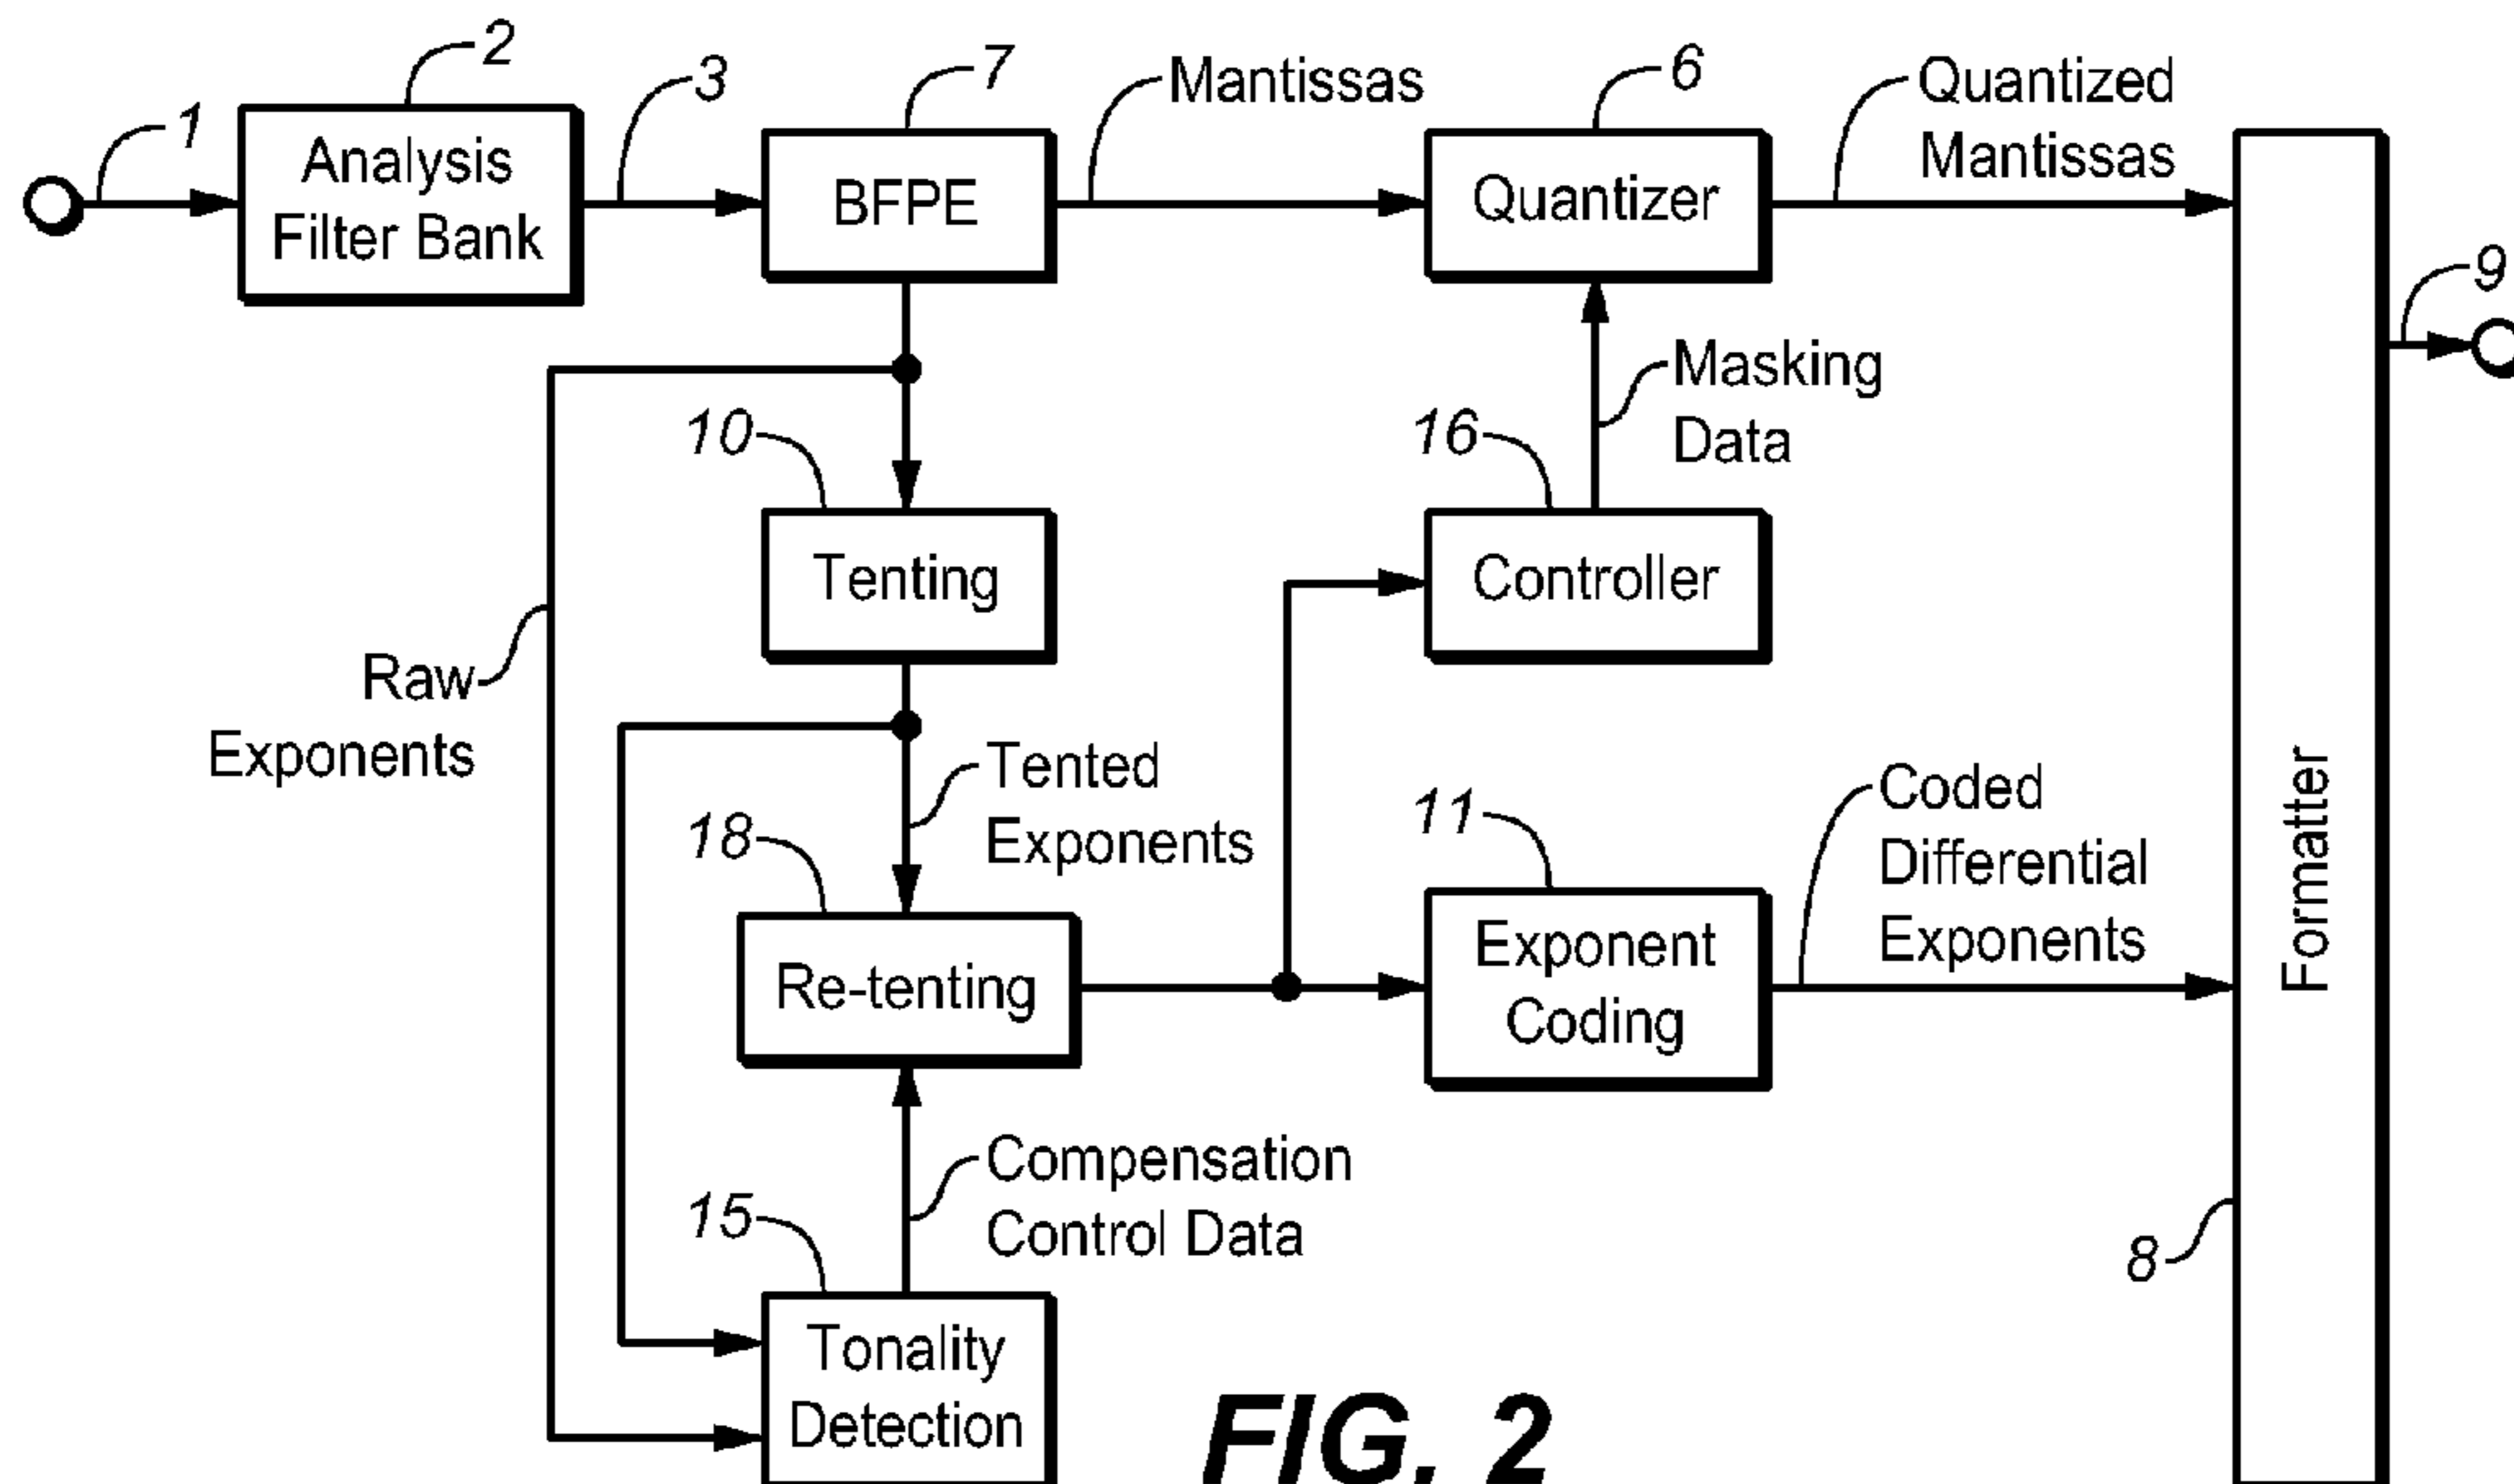 1
2
Analysis
Filter Bank
3
7
BFPE
Mantissas
6
Quantizer
Quantized
Mantissas
9
Masking
Data
10
Tenting
16
Controller
Raw
Exponents
Tented
Exponents
18
Re-tenting
11
Exponent
Coding
Coded
Differential
Exponents
Formatter
8
Compensation
Control Data
15
Tonality
Detection
FIG. 2